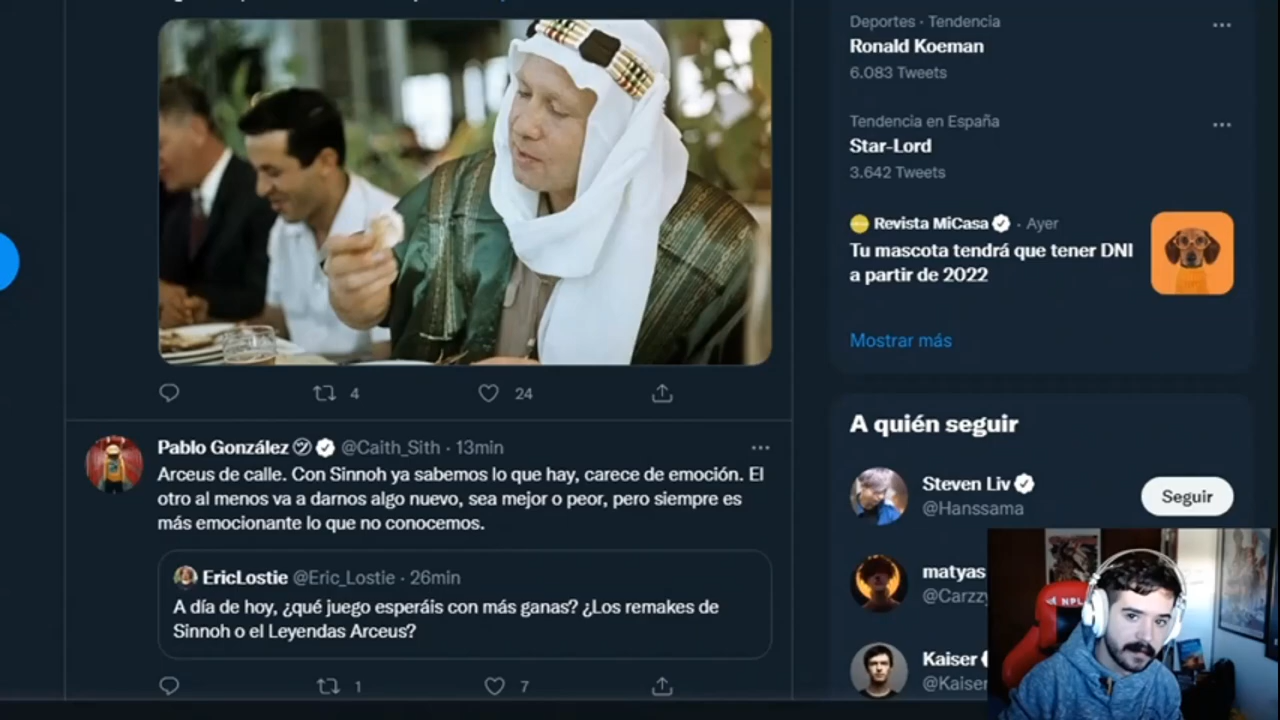 4
24
Pablo González @Caith_Sith · 13min
Arceus de calle. Con Sinnoh ya sabemos lo que hay, carece de emoción. El
otro al menos va a darnos algo nuevo, sea mejor o peor, pero siempre es
más emocionante lo que no conocemos.
EricLostie @Eric_Lostie · 26min
A día de hoy, ¿qué juego esperáis con más ganas? ¿Los remakes de
Sinnoh o el Leyendas Arceus?
1
7
Deportes · Tendencia
Ronald Koeman
6.083 Tweets
Tendencia en España
Star-Lord
3.642 Tweets
Revista MiCasa · Ayer
Tu mascota tendrá que tener DNI
a partir de 2022
Mostrar más
A quién seguir
Steven Liv
@Hanssama
Seguir
matyas
@Carzzy
Kaiser
@Kaiser
NPL